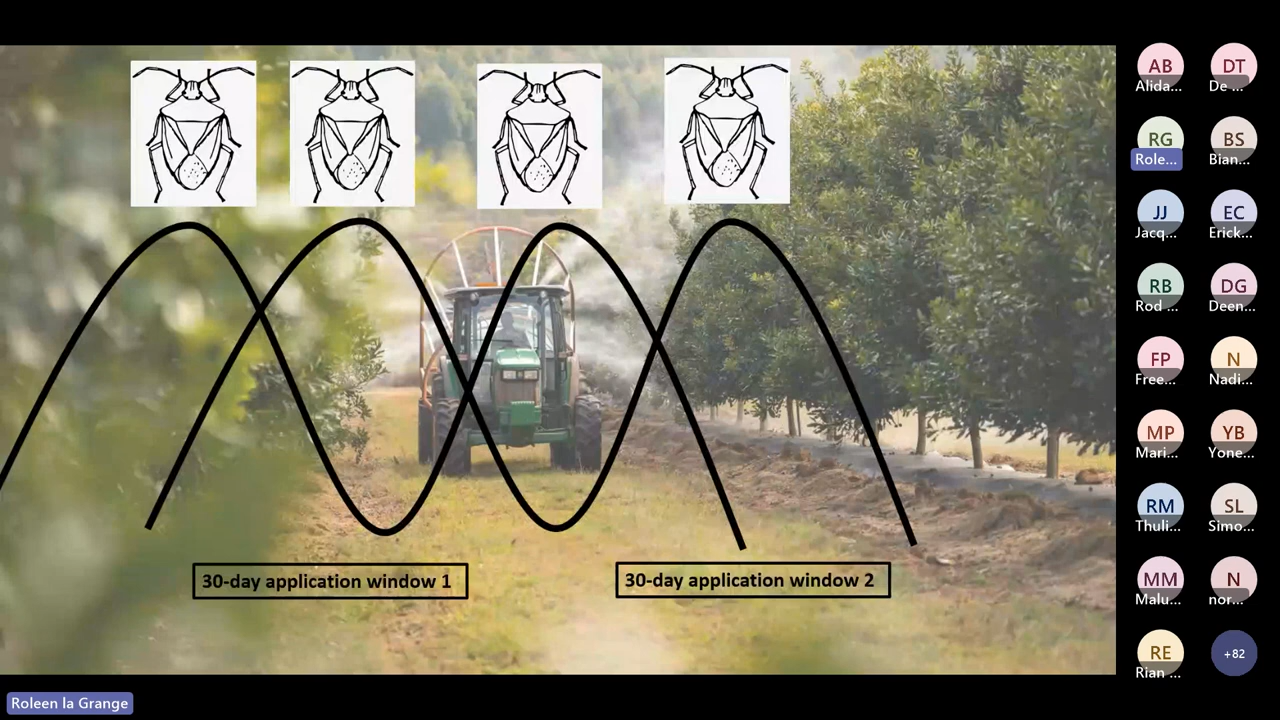 AB
DT
Alida...
De ...
RG
BS
Role...
Bian...
JJ
EC
Jacq...
Erick...
RB
DG
Rod ...
Deen...
FP
N
Free...
Nadi...
MP
YB
Mari...
Yone...
RM
SL
Thuli...
Simo...
30-day application window 1
30-day application window 2
MM
N
Malu...
nor...
RE
+82
Rian ...
Roleen la Grange